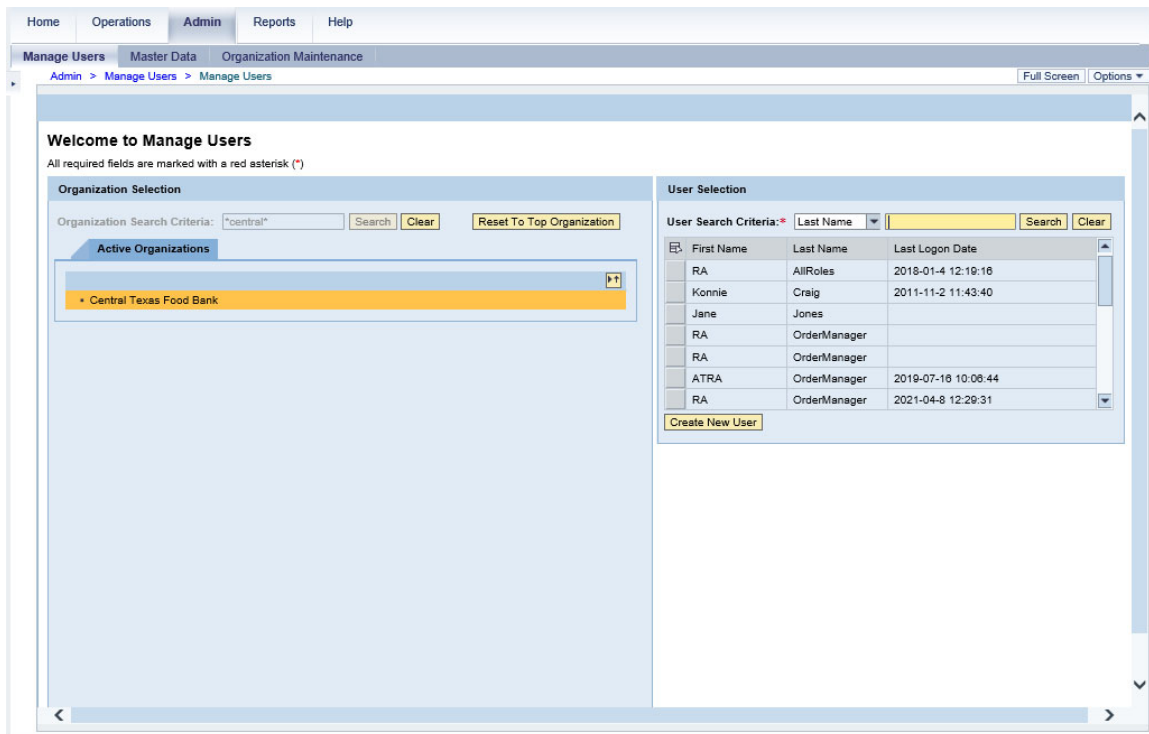 Home Operations Admin Reports Help
Manage Users Master Data Organization Maintenance
Admin > Manage Users > Manage Users Full Screen Options
Welcome to Manage Users
All required fields are marked with a red asterisk (*)
Organization Selection
Organization Search Criteria: *central* Search Clear Reset To Top Organization
Active Organizations
Central Texas Food Bank
User Selection
User Search Criteria:* Last Name Search Clear
First Name Last Name Last Logon Date
RA AllRoles 2018-01-4 12:19:16
Konnie Craig 2011-11-2 11:43:40
Jane Jones
RA OrderManager
RA OrderManager
ATRA OrderManager 2019-07-16 10:06:44
RA OrderManager 2021-04-8 12:29:31
Create New User